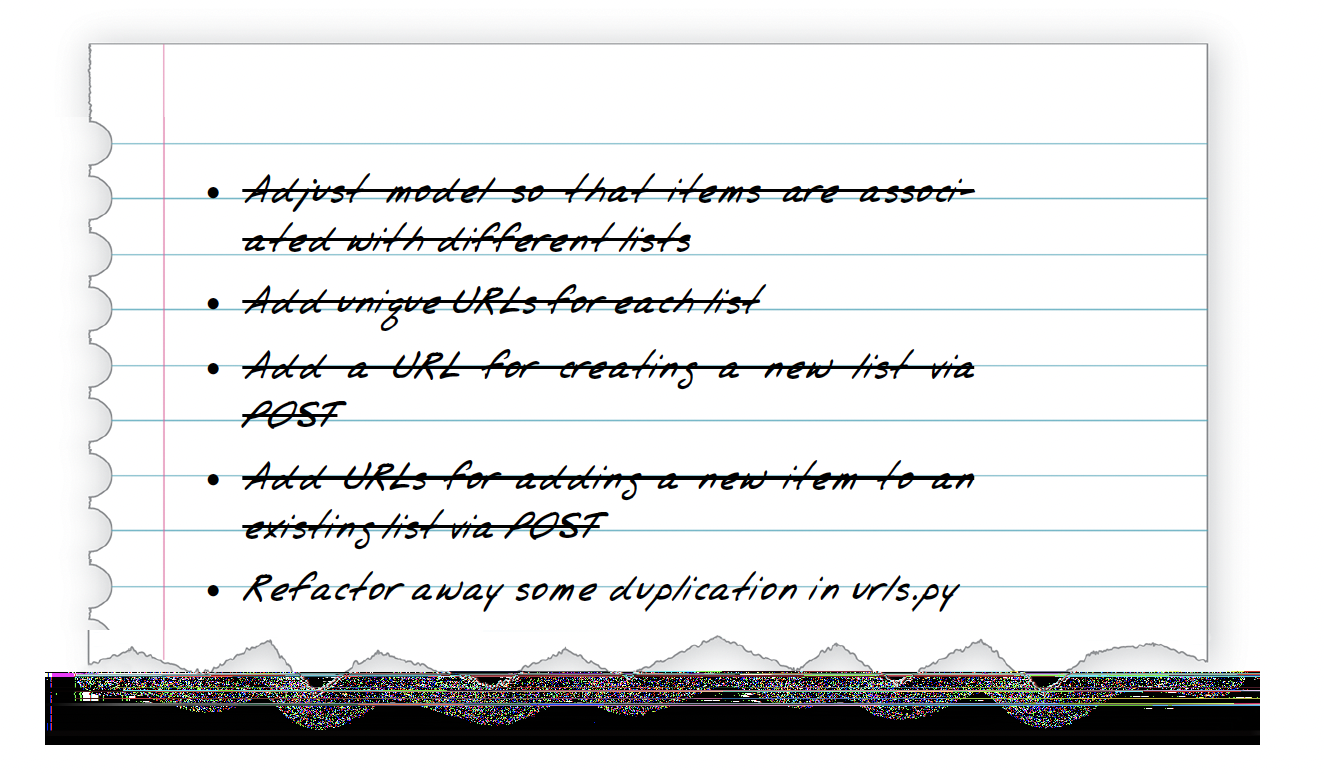 • Adjust model so that items are associ-
ated with different lists
• Add unique URLs for each list
• Add a URL for creating a new list via
POST
• Add URLs for adding a new item to an
existing list via POST
• Refactor away some duplication in urls.py